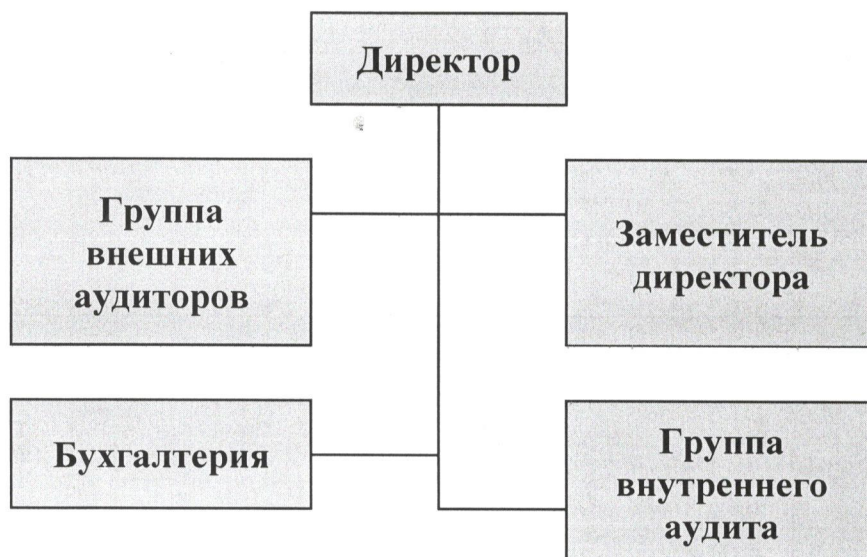 Директор
Группа
внешних
аудиторов
Заместитель
директора
Бухгалтерия
Группа
внутреннего
аудита